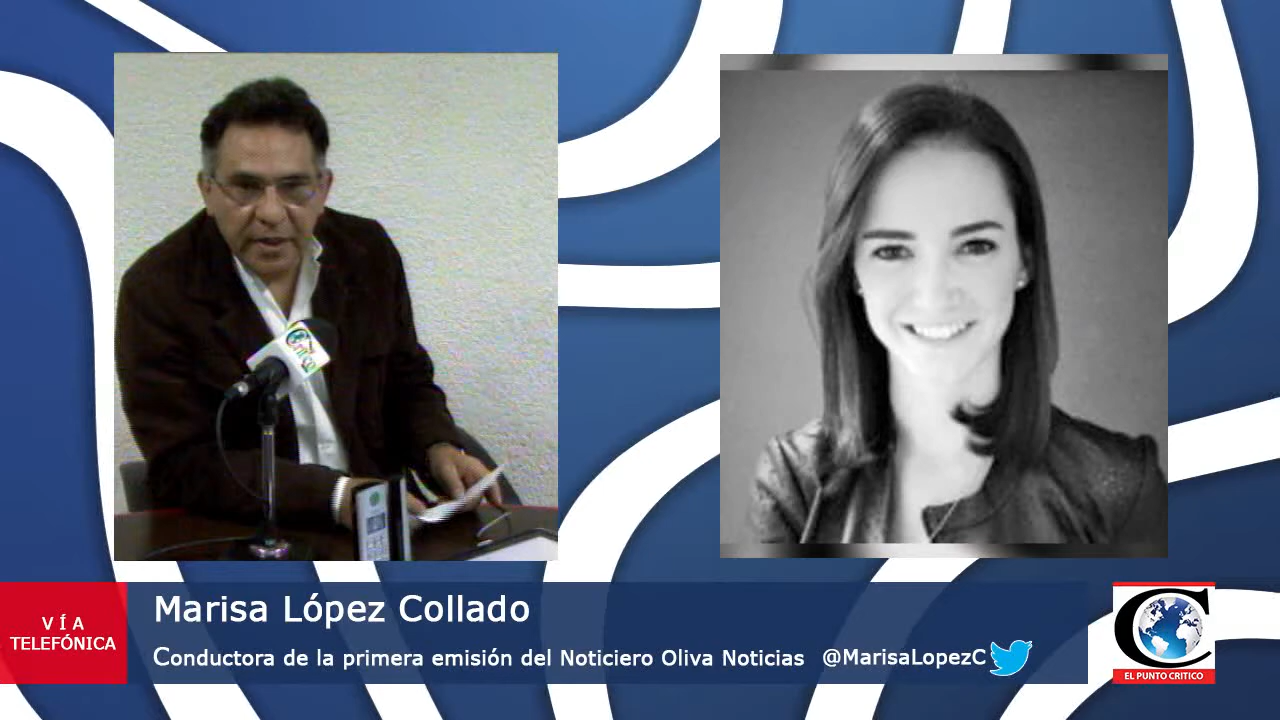 VÍA
TELEFÓNICA
Marisa López Collado
Conductora de la primera emisión del Noticiero Oliva Noticias @MarisaLopezC
C
EL PUNTO CRITICO